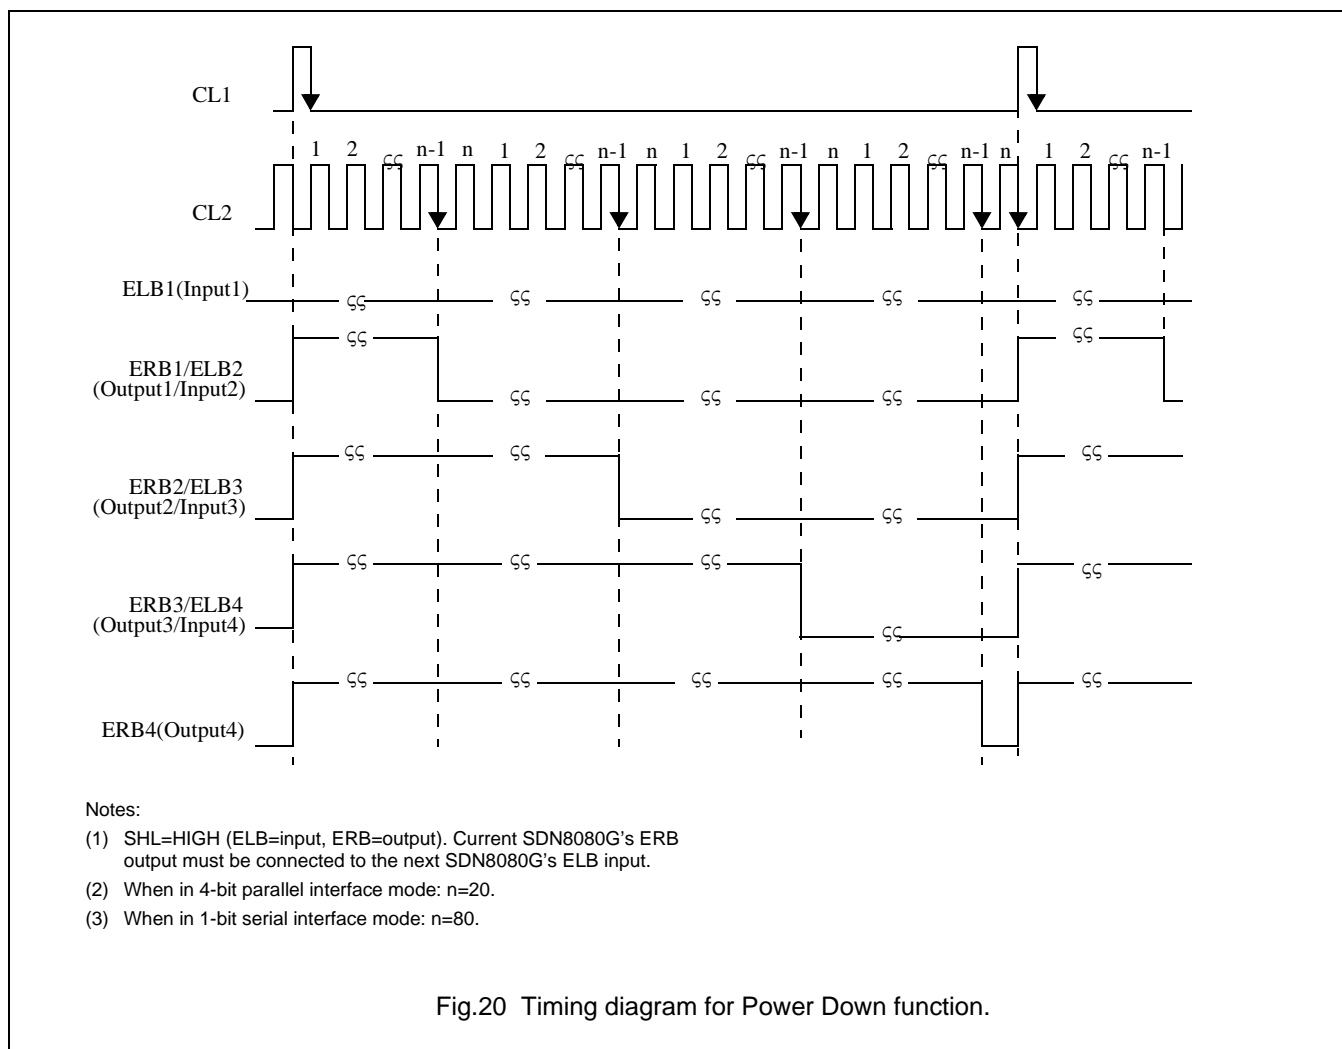 CL1
1 2 n-1 n 1 2 n-1 n 1 2 n-1 n 1 2 n-1 n 1 2 n-1
CL2
ELB1(Input1)
ERB1/ELB2
(Output1/Input2)
ERB2/ELB3
(Output2/Input3)
ERB3/ELB4
(Output3/Input4)
ERB4(Output4)
Notes:
(1) SHL=HIGH (ELB=input, ERB=output). Current SDN8080G's ERB
output must be connected to the next SDN8080G's ELB input.
(2) When in 4-bit parallel interface mode: n=20.
(3) When in 1-bit serial interface mode: n=80.
Fig.20 Timing diagram for Power Down function.